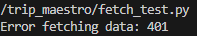 /trip_maestro/fetch_test.py
Error fetching data: 401